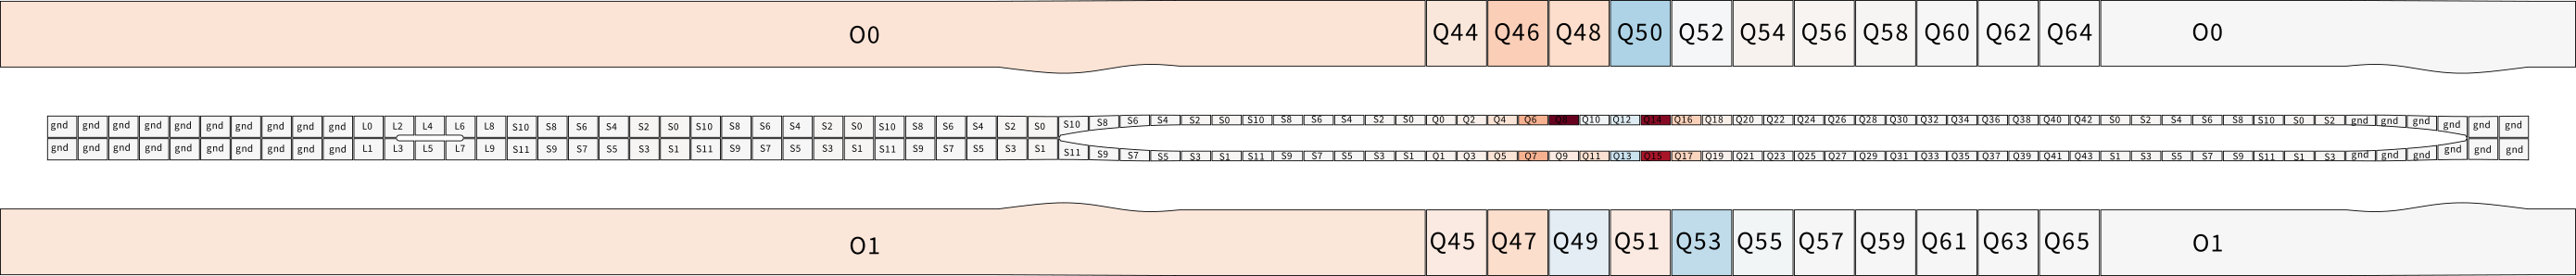 O0 Q44 Q46 Q48 Q50 Q52 Q54 Q56 Q58 Q60 Q62 Q64 O0
gnd gnd gnd gnd gnd gnd gnd gnd gnd gnd L0 L2 L4 L6 L8 S10 S8 S6 S4 S2 S0 S10 S8 S6 S4 S2 S0 S10 S8 S6 S4 S2 S0 S10 S8 S6 S4 S2 S0 S10 S8 S6 S4 S2 S0 Q0 Q2 Q4 Q6 Q8 Q10 Q12 Q14 Q16 Q18 Q20 Q22 Q24 Q26 Q28 Q30 Q32 Q34 Q36 Q38 Q40 Q42 S0 S2 S4 S6 S8 S10 S0 S2 gnd gnd gnd gnd gnd gnd
gnd gnd gnd gnd gnd gnd gnd gnd gnd gnd L1 L3 L5 L7 L9 S11 S9 S7 S5 S3 S1 S11 S9 S7 S5 S3 S1 S11 S9 S7 S5 S3 S1 S11 S9 S7 S5 S3 S1 S11 S9 S7 S5 S3 S1 Q1 Q3 Q5 Q7 Q9 Q11 Q13 Q15 Q17 Q19 Q21 Q23 Q25 Q27 Q29 Q31 Q33 Q35 Q37 Q39 Q41 Q43 S1 S3 S5 S7 S9 S11 S1 S3 gnd gnd gnd gnd gnd gnd
O1 Q45 Q47 Q49 Q51 Q53 Q55 Q57 Q59 Q61 Q63 Q65 O1